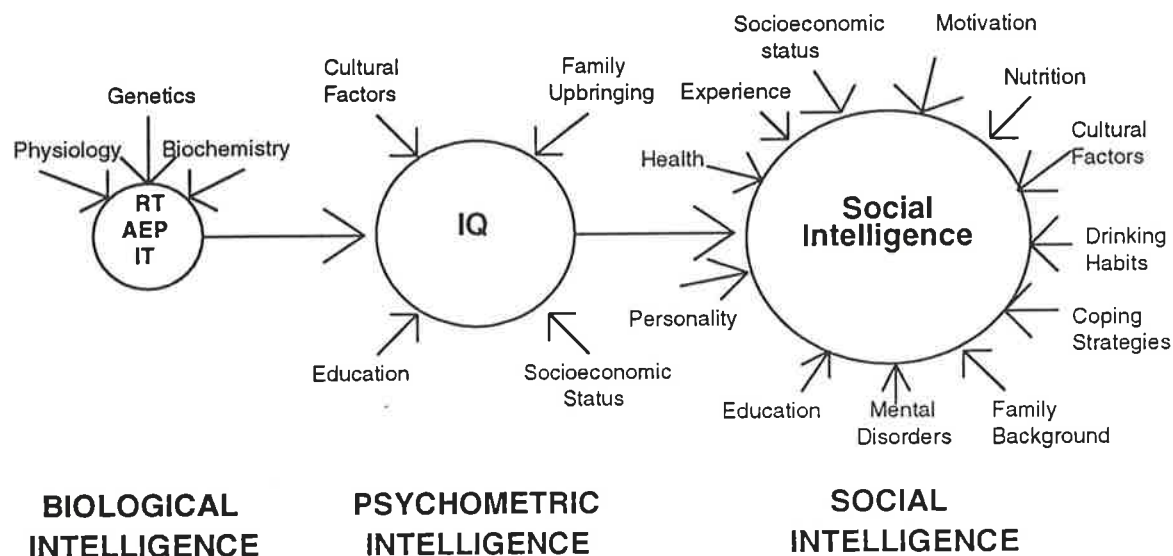 Genetics
Physiology
Biochemistry
RT
AEP
IT
Cultural
Factors
Family
Upbringing
IQ
Education
Socioeconomic
Status
Socioeconomic
status
Motivation
Experience
Nutrition
Health
Cultural
Factors
Social
Intelligence
Drinking
Habits
Personality
Coping
Strategies
Education
Mental
Disorders
Family
Background
BIOLOGICAL
INTELLIGENCE
PSYCHOMETRIC
INTELLIGENCE
SOCIAL
INTELLIGENCE